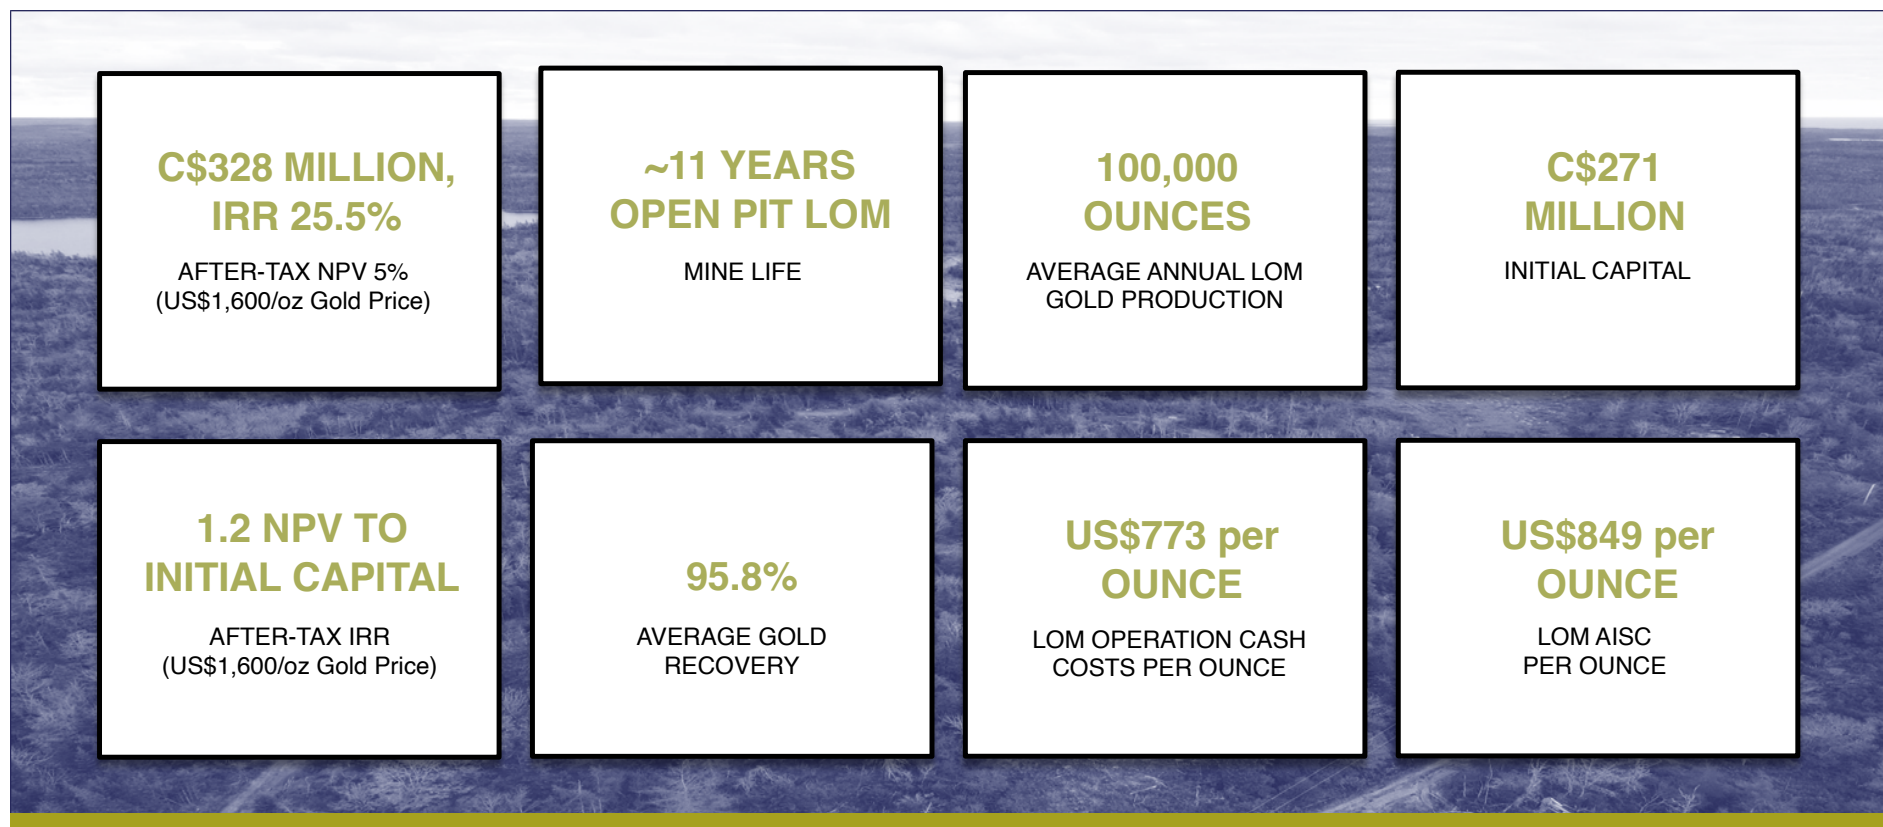 C$328 MILLION,
IRR 25.5%
AFTER-TAX NPV 5%
(US$1,600/oz Gold Price)
~11 YEARS
OPEN PIT LOM
MINE LIFE
100,000
OUNCES
AVERAGE ANNUAL LOM
GOLD PRODUCTION
C$271
MILLION
INITIAL CAPITAL
1.2 NPV TO
INITIAL CAPITAL
AFTER-TAX IRR
(US$1,600/oz Gold Price)
95.8%
AVERAGE GOLD
RECOVERY
US$773 per
OUNCE
LOM OPERATION CASH
COSTS PER OUNCE
US$849 per
OUNCE
LOM AISC
PER OUNCE